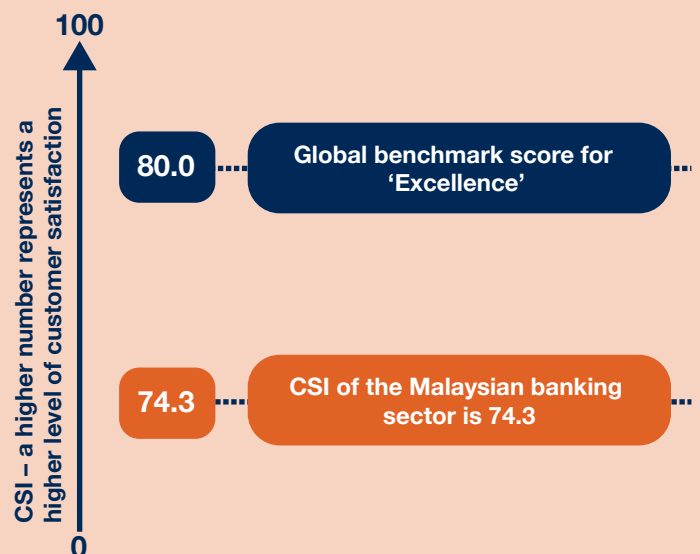 100
CSI – a higher number represents a
higher level of customer satisfaction
80.0
Global benchmark score for
‘Excellence’
74.3
CSI of the Malaysian banking
sector is 74.3
0